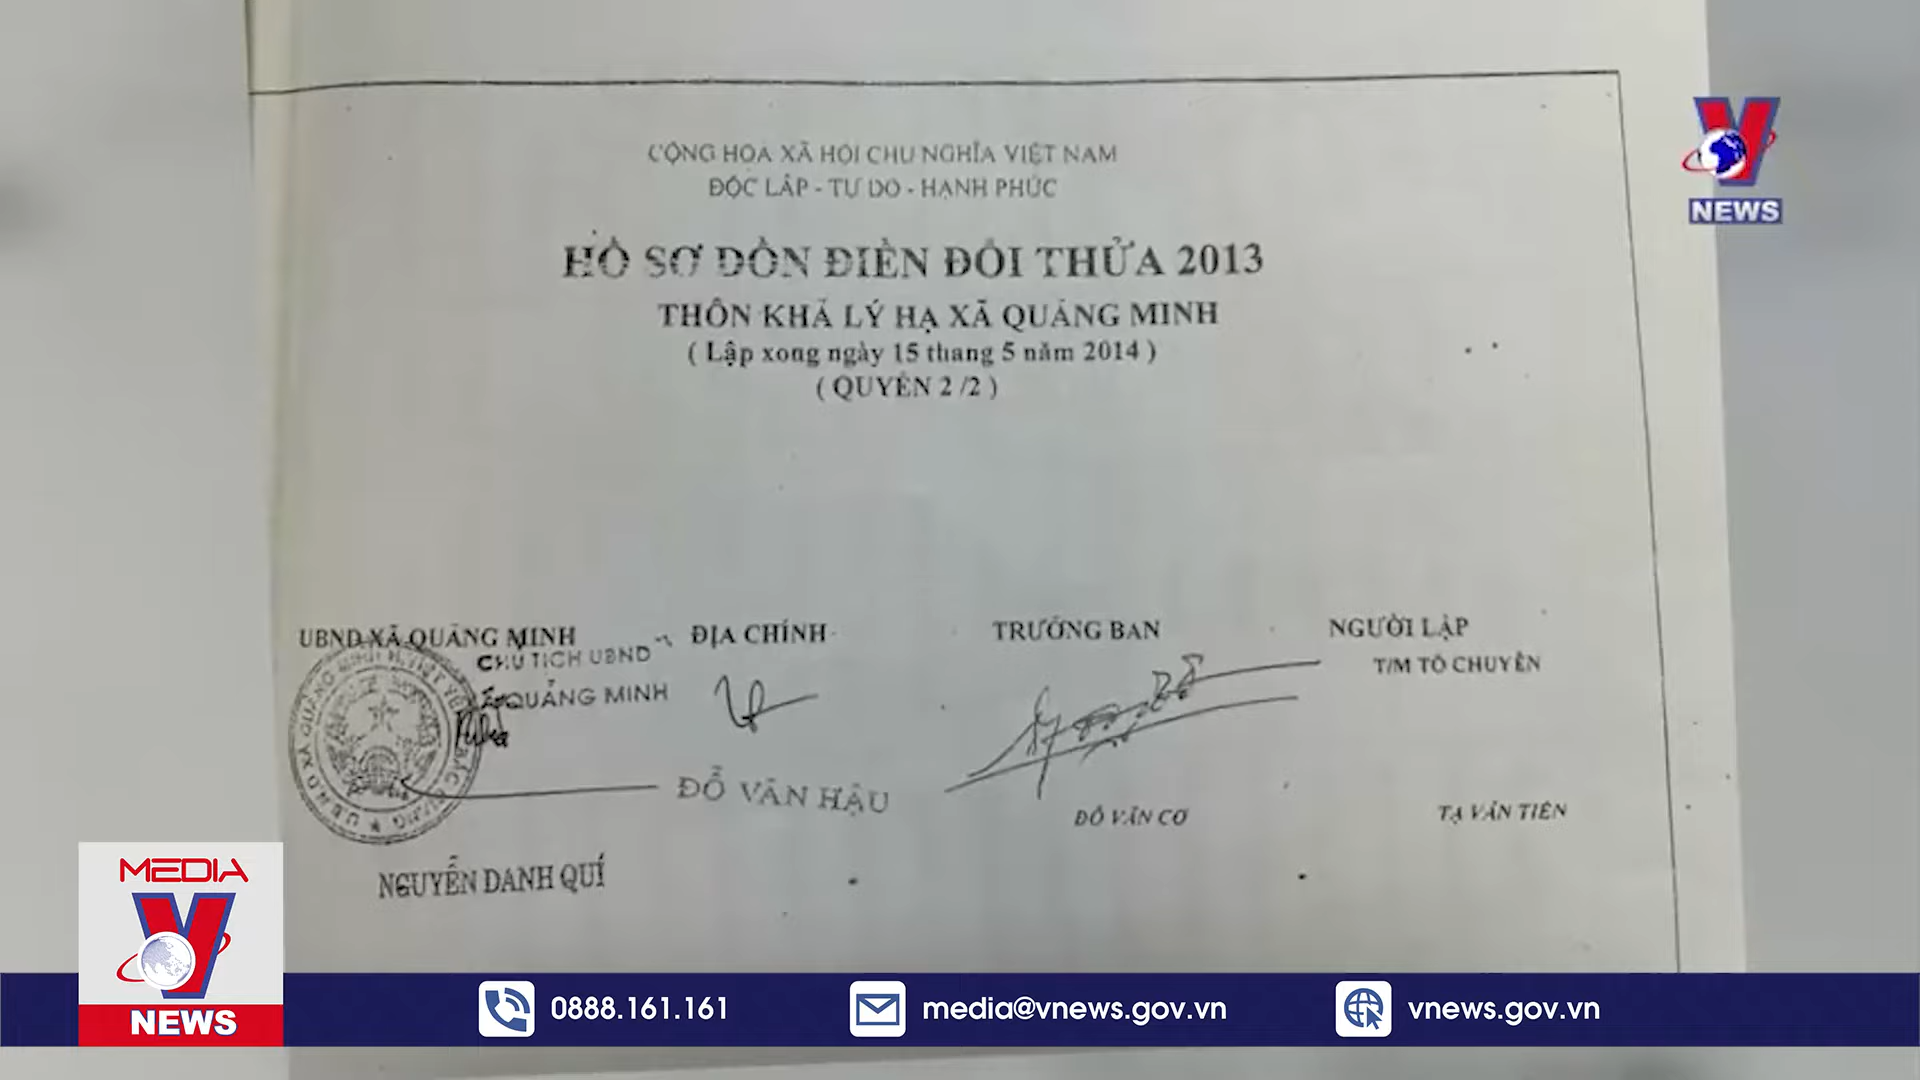 CỘNG HOÀ XÃ HỘI CHỦ NGHĨA VIỆT NAM
ĐỘC LẬP - TỰ DO - HẠNH PHÚC
HỒ SƠ DỒN ĐIỀN ĐỔI THỬA 2013
THÔN KHẢ LÝ HẠ XÃ QUẢNG MINH
( Lập xong ngày 15 tháng 5 năm 2014 )
( QUYỂN 2 /2 )
V
NEWS
UBND XÃ QUẢNG MINH
ĐỊA CHÍNH
TRƯỞNG BAN
NGƯỜI LẬP
CHỦ TỊCH UBND
QUẢNG MINH
T/M TỔ CHUYÊN
ĐỖ VĂN HẬU
ĐỖ VĂN CƠ
TẠ VĂN TIÊN
NGUYỄN DANH QUÍ
MEDIA
V
NEWS
0888.161.161
media@vnews.gov.vn
vnews.gov.vn